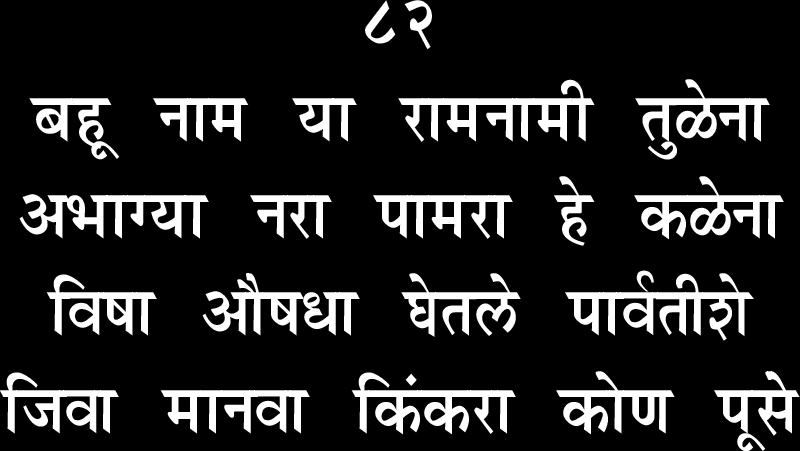 ८२
बहू नाम या रामनामी तुळेना
अभाग्या नरा पामरा हे कळेना
विषा औषधा घेतले पार्वतीशे
जिवा मानवा किंकरा कोण पूसे